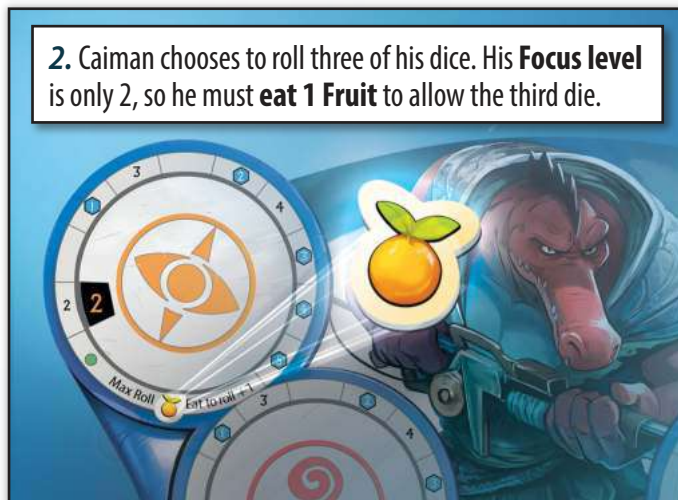 2. Caiman chooses to roll three of his dice. His Focus level
is only 2, so he must eat 1 Fruit to allow the third die.
3
2
1
4
2
2
Max Roll
Eat to roll +1
3
4